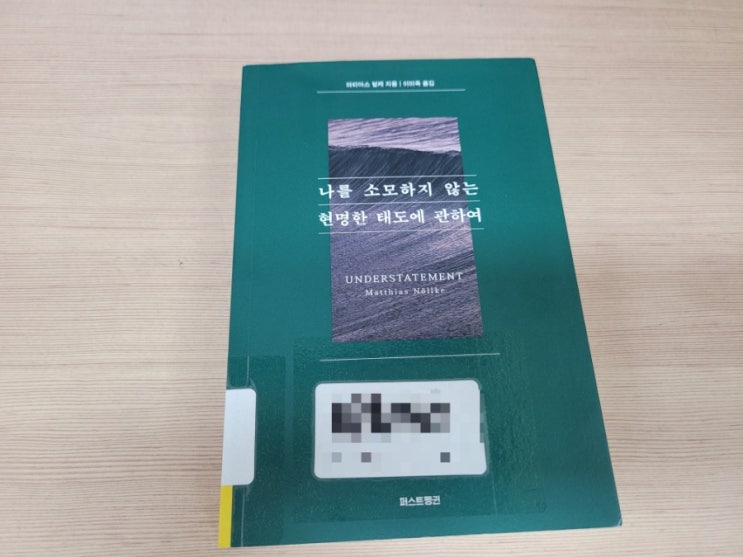 마티아스 뇔케 지음 | 이미옥 옮김
나를 소모하지 않는
현명한 태도에 관하여
UNDERSTATEMENT
Matthias Nöllke
퍼스트펭귄